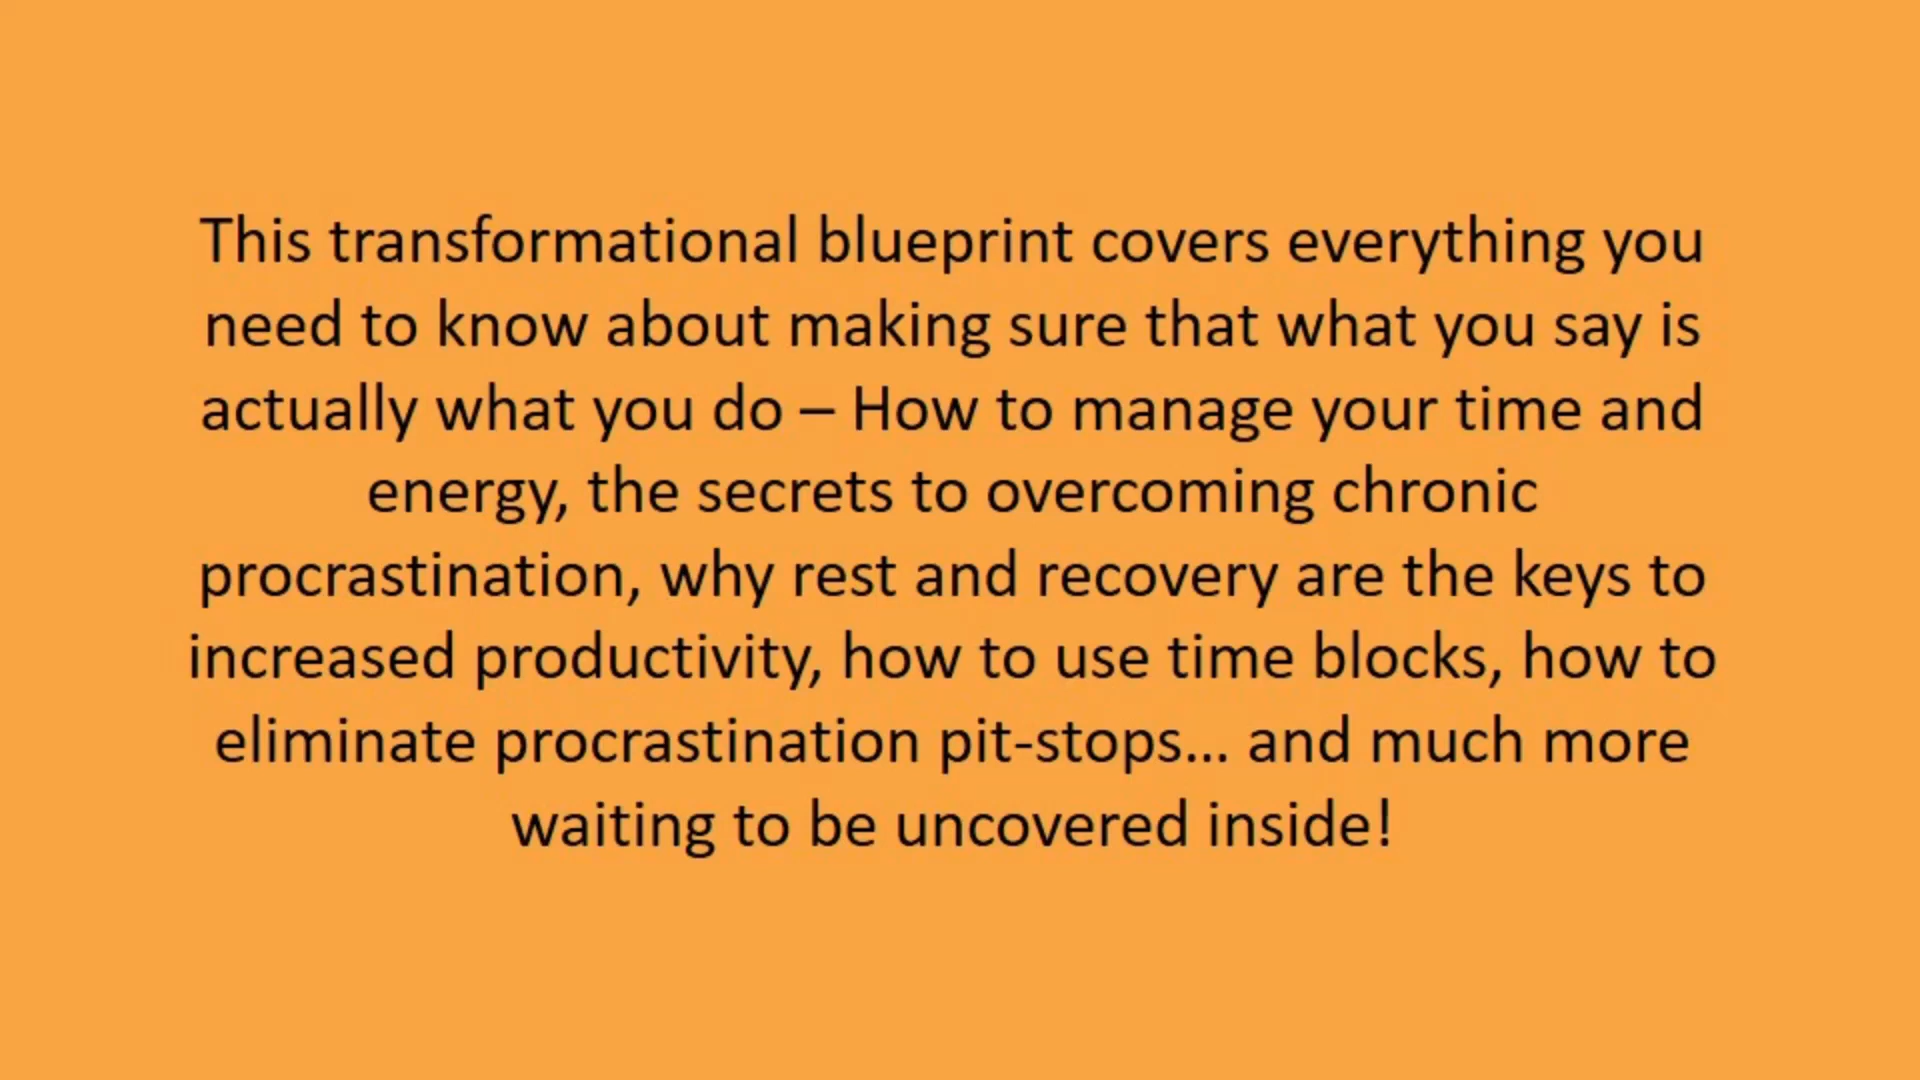 This transformational blueprint covers everything you
need to know about making sure that what you say is
actually what you do – How to manage your time and
energy, the secrets to overcoming chronic
procrastination, why rest and recovery are the keys to
increased productivity, how to use time blocks, how to
eliminate procrastination pit-stops... and much more
waiting to be uncovered inside!